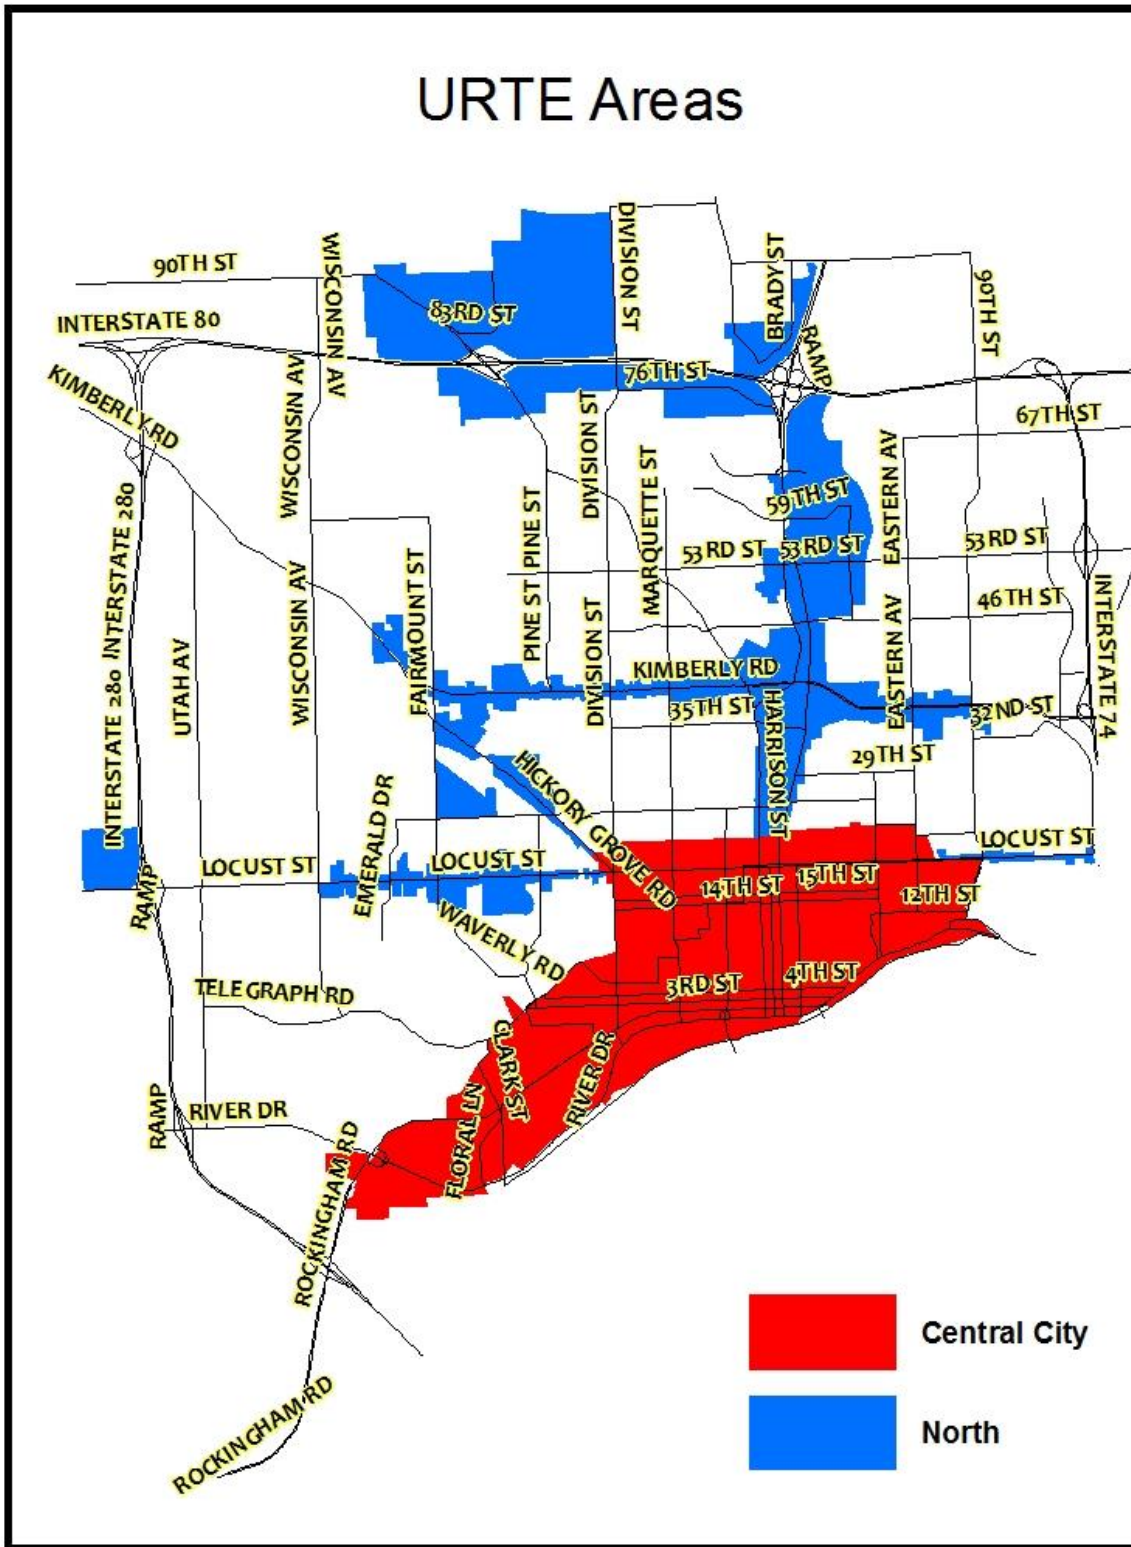 URTE Areas
90TH ST
WISCONSIN AV
DIVISION ST
BRADY ST
90TH ST
83RD ST
INTERSTATE 80
RAMP
76TH ST
KIMBERLY RD
WISCONSIN AV
DIVISION ST
67TH ST
MARQUETTE ST
EASTERN AV
59TH ST
PINE ST
INTERSTATE 280
53RD ST
53RD ST
53RD ST
FAIRMOUNT ST
WISCONSIN AV
PINE ST
DIVISION ST
46TH ST
INTERSTATE 74
UTAH AV
EASTERN AV
KIMBERLY RD
INTERSTATE 280
35TH ST
HARRISON ST
32ND ST
29TH ST
HICKORY GROVE RD
EMERALD DR
LOCUST ST
LOCUST ST
LOCUST ST
RAMP
14TH ST
15TH ST
12TH ST
WAVERLY RD
TELEGRAPH RD
3RD ST
4TH ST
CLARK ST
RIVER DR
FLORAL LN
RAMP
RIVER DR
ROCKINGHAM RD
Central City
ROCKINGHAM RD
North